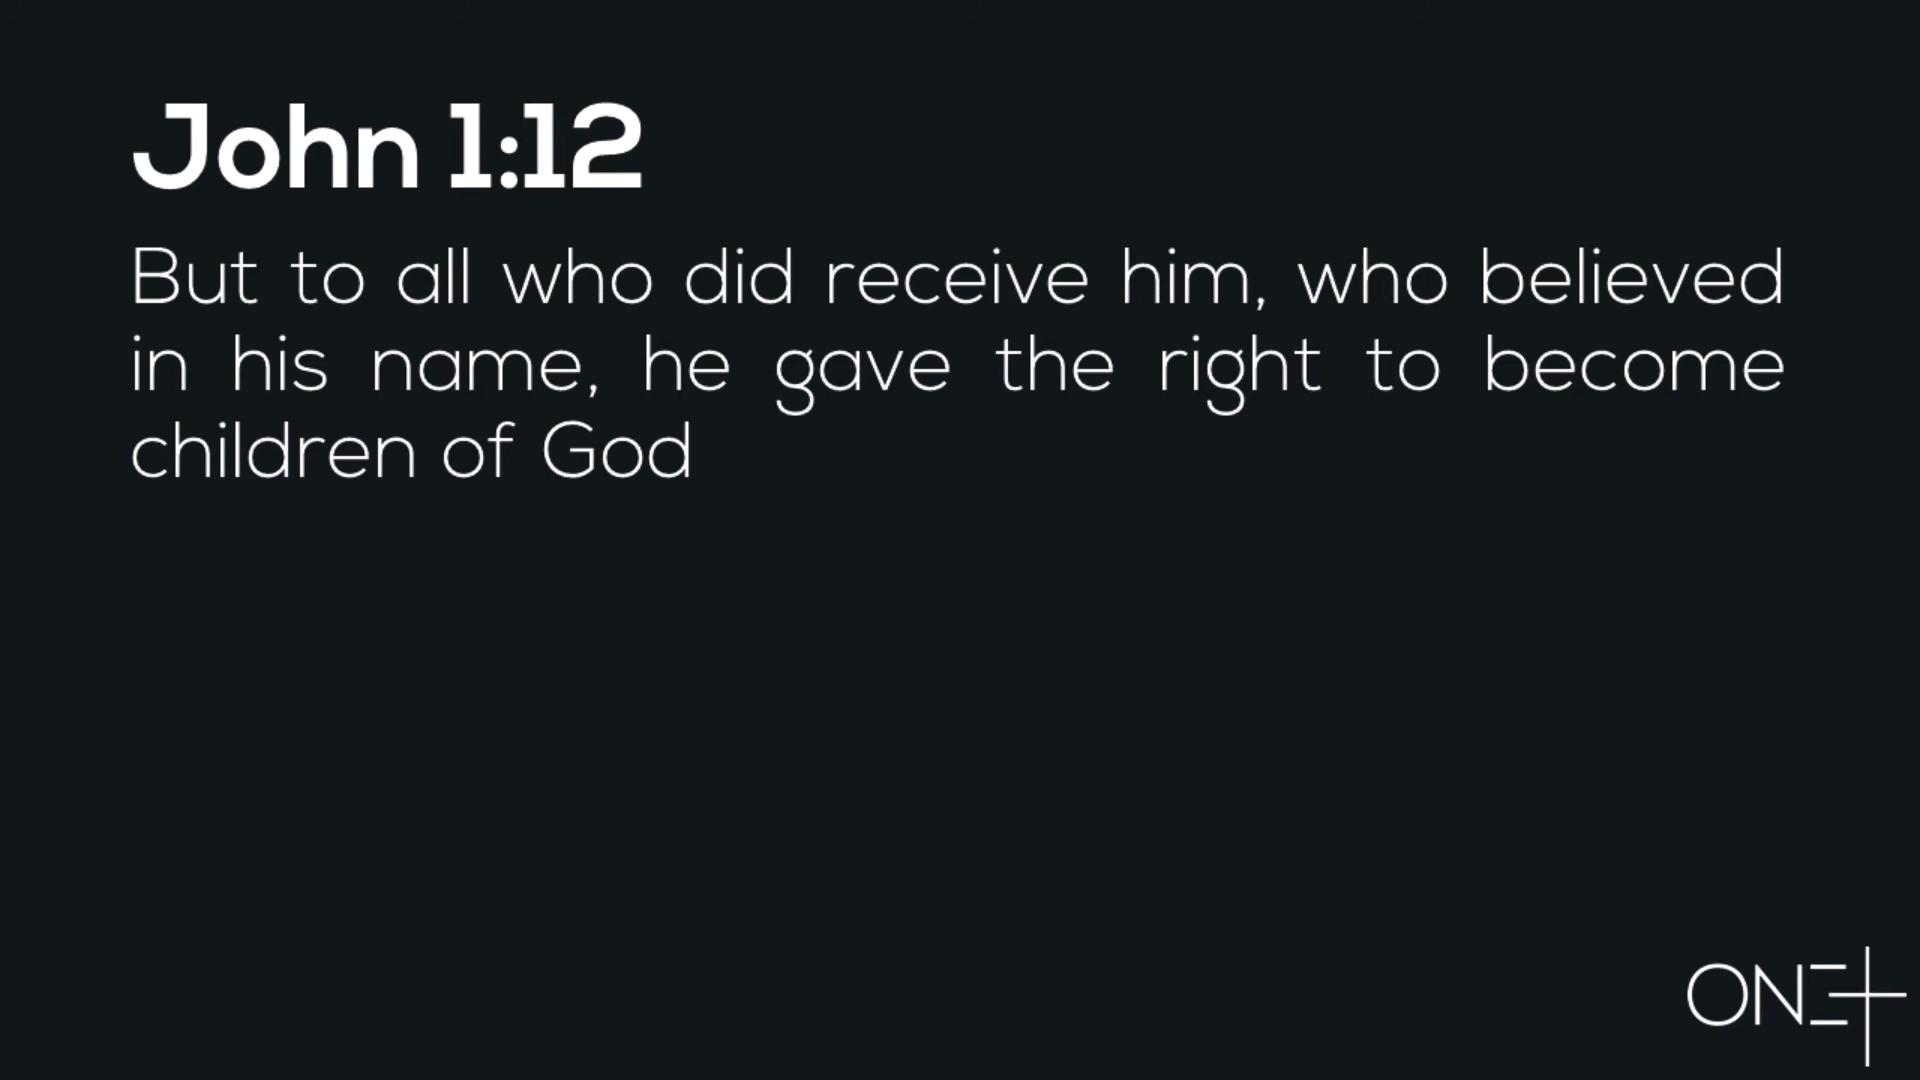 John 1:12
But to all who did receive him, who believed
in his name, he gave the right to become
children of God
ONE